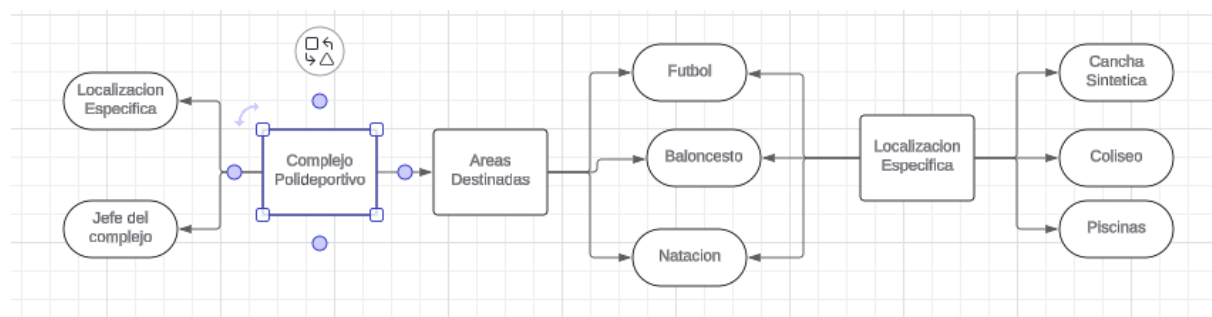 Localizacion
Especifica
Jefe del
complejo
Complejo
Polideportivo
Areas
Destinadas
Futbol
Baloncesto
Natacion
Localizacion
Especifica
Cancha
Sintetica
Coliseo
Piscinas